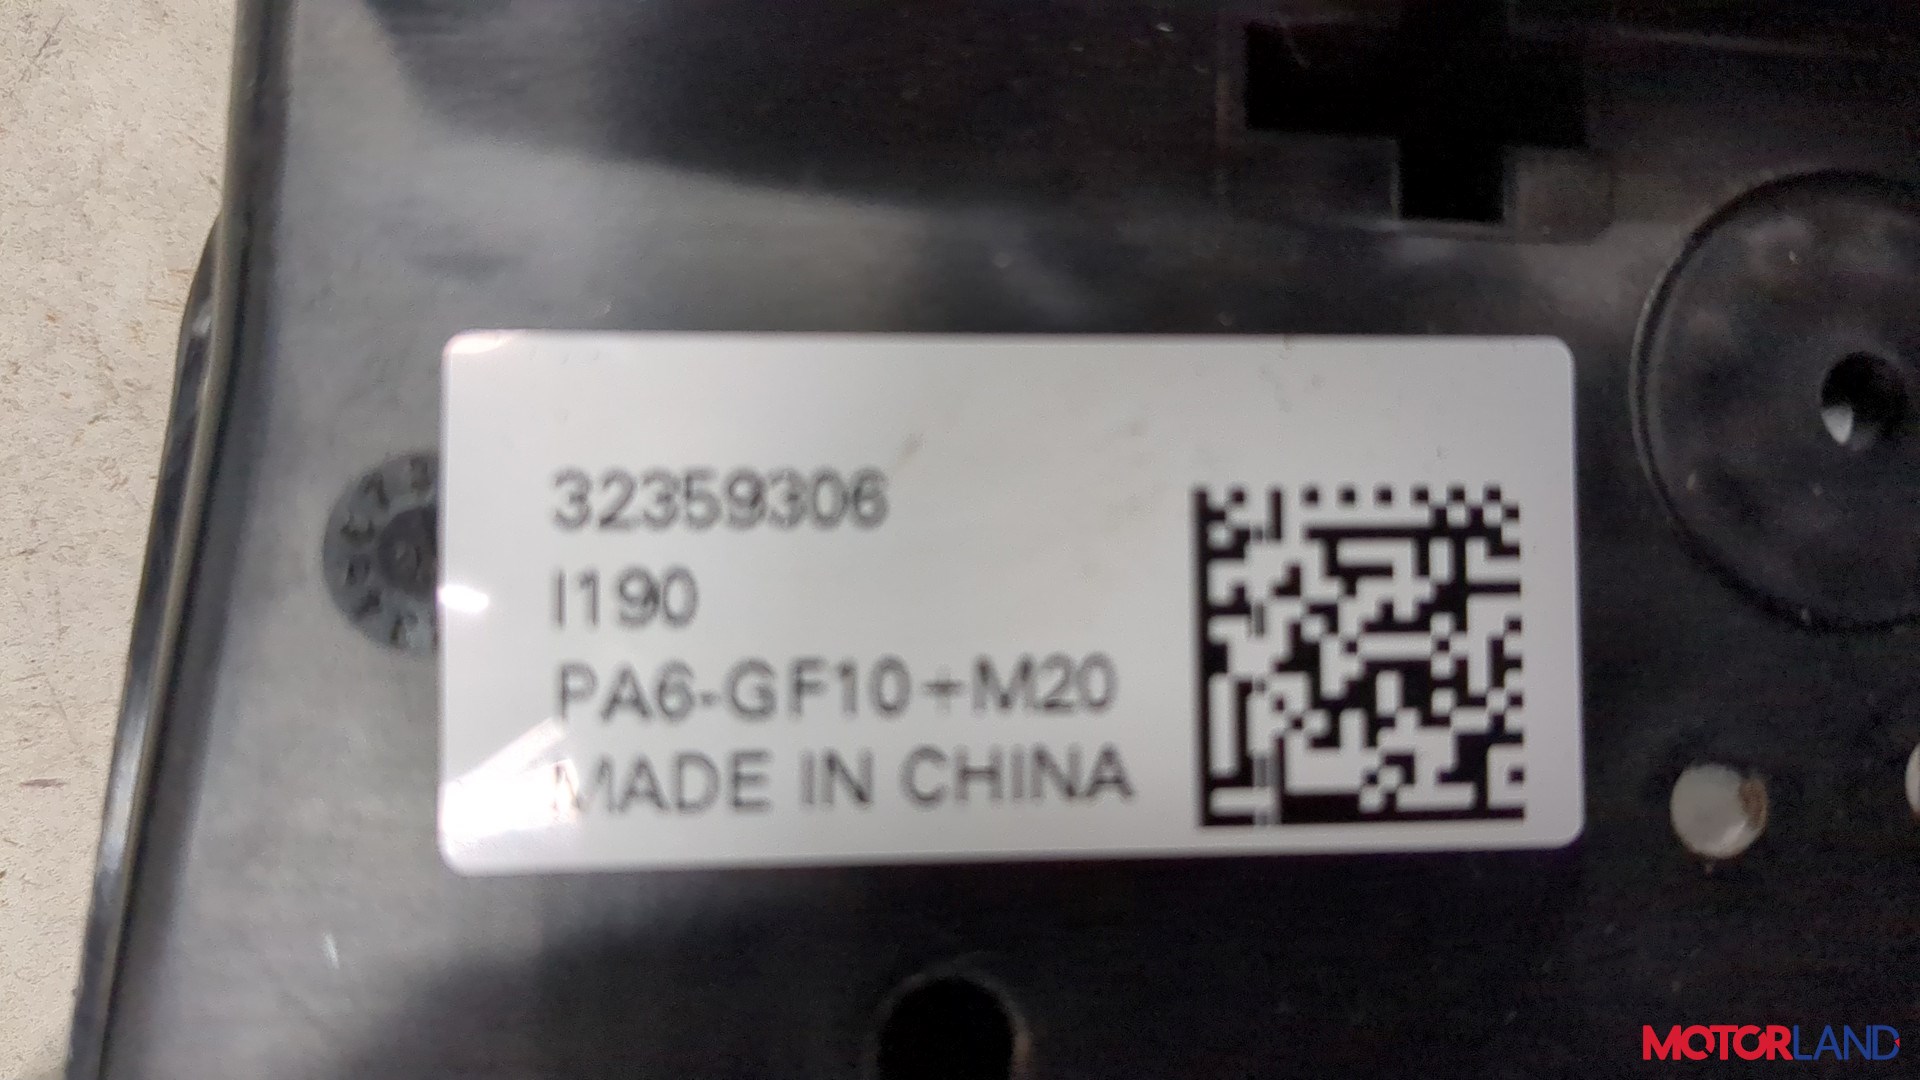 32359306
I190
PA6-GF10+M20
MADE IN CHINA
MOTORLAND